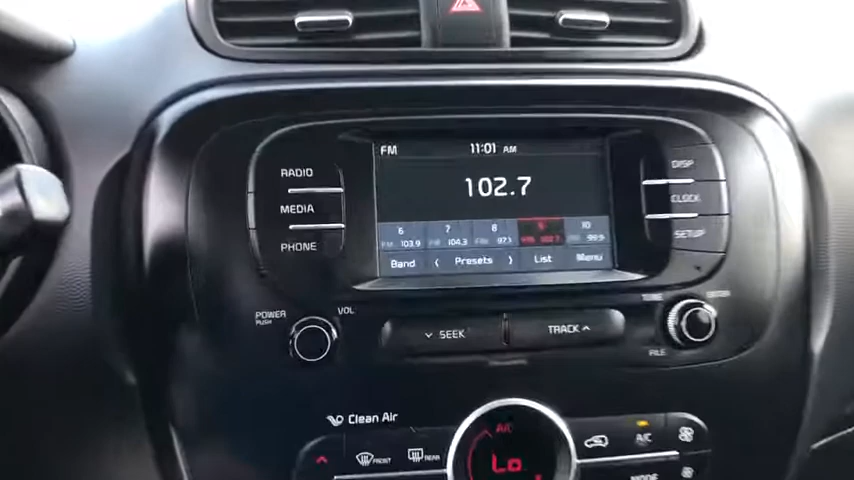 FM 11:01 AM
RADIO
MEDIA
PHONE
102.7
DISP
CLOCK
SETUP
6 7 8 9 10
FM 103.9 FM 104.3 FM 97.1 FM 102.7 FM 99.9
Band < Presets > List Menu
POWER
PUSH
VOL
SEEK
TRACK
TUNE
FILE
Clean Air
A/C
FRONT
REAR
Lo
A/C
MODE